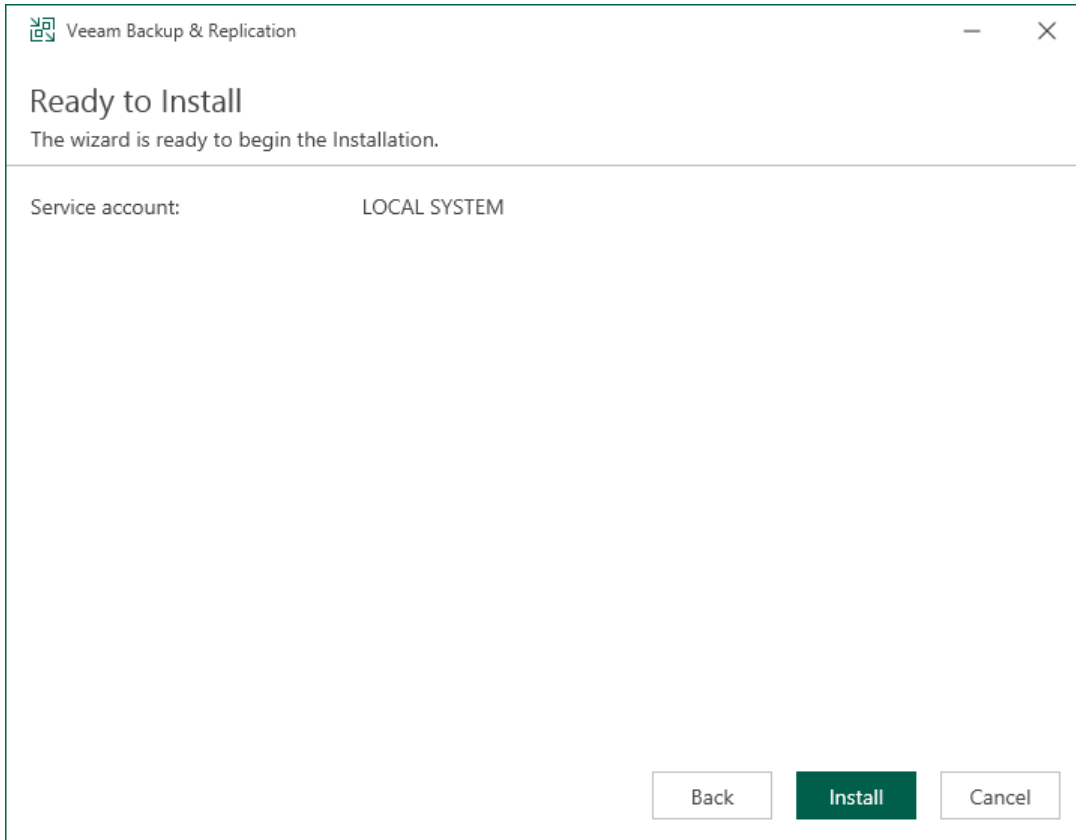 Veeam Backup & Replication
Ready to Install
The wizard is ready to begin the Installation.
Service account: LOCAL SYSTEM
Back Install Cancel